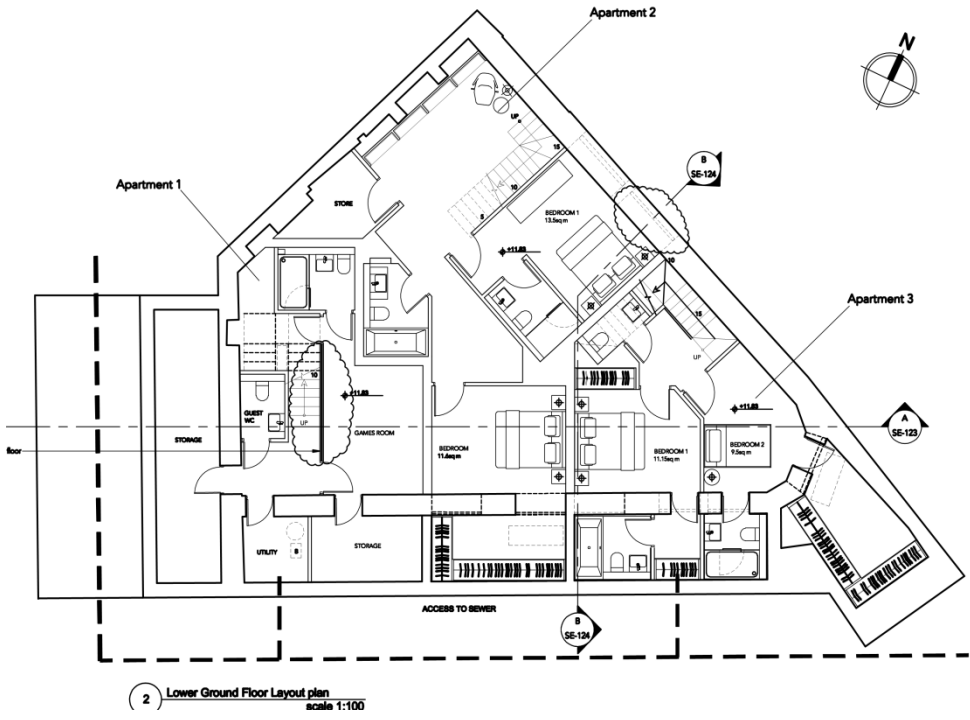 Apartment 2
N
UP
15
B
SE-124
Apartment 1
STORE
10
5
BEDROOM 1
13.5sq m
+11.83
10
15
Apartment 3
UP
10
+11.83
+11.83
GUEST
WC
UP
A
SE-123
STORAGE
GAMES ROOM
BEDROOM
11.6sq m
BEDROOM 1
11.15sq m
BEDROOM 2
9.5sq m
floor
UTILITY
B
STORAGE
ACCESS TO SEWER
B
SE-124
2
Lower Ground Floor Layout plan
scale 1:100